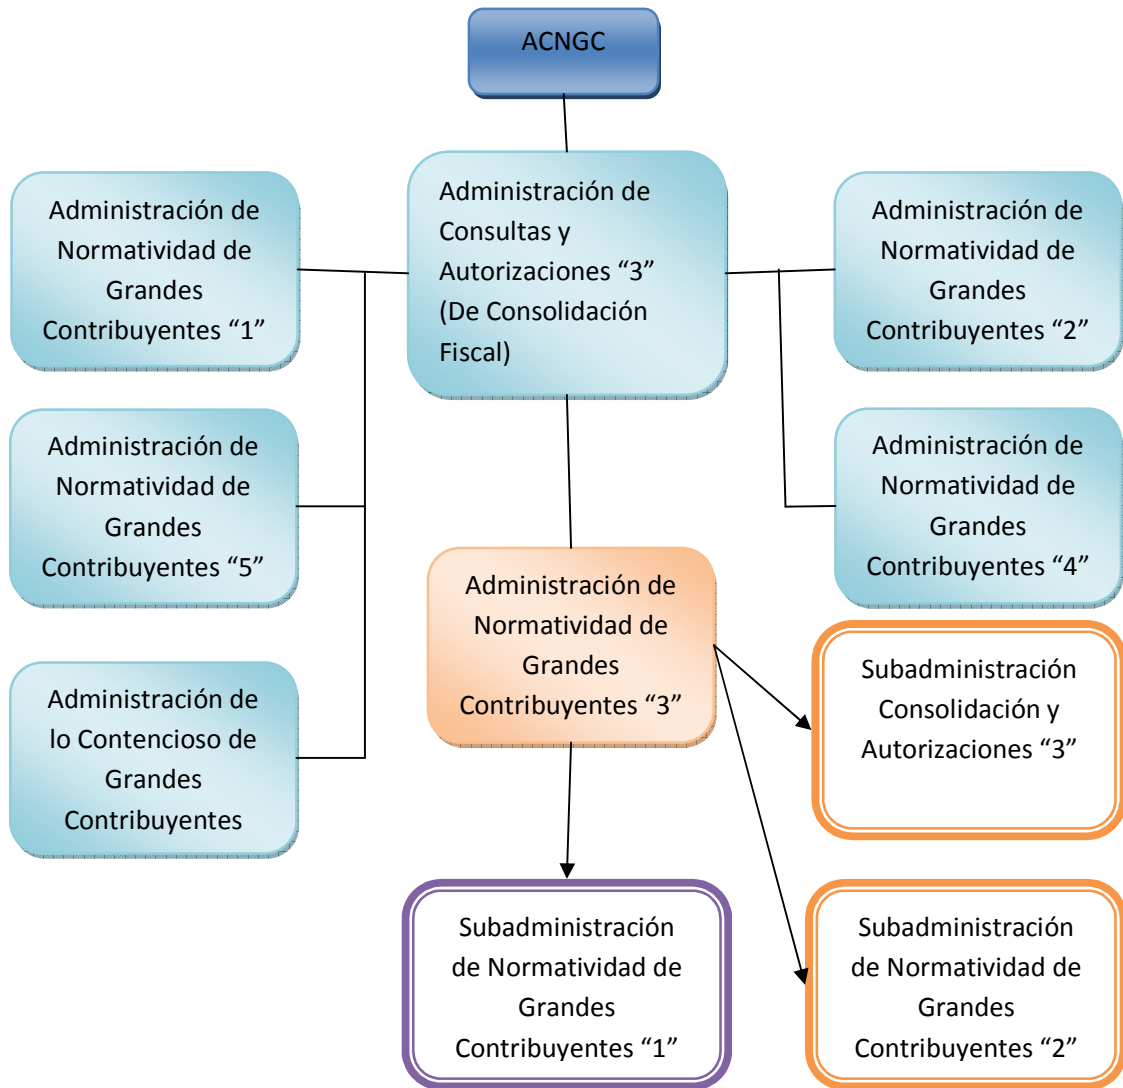 ACNGC
Administración de
Normatividad de
Grandes
Contribuyentes “1”
Administración de
Consultas y
Autorizaciones “3”
(De Consolidación
Fiscal)
Administración de
Normatividad de
Grandes
Contribuyentes “2”
Administración de
Normatividad de
Grandes
Contribuyentes “5”
Administración de
Normatividad de
Grandes
Contribuyentes “4”
Administración de
Normatividad de
Grandes
Contribuyentes “3”
Administración de
lo Contencioso de
Grandes
Contribuyentes
Subadministración
Consolidación y
Autorizaciones “3”
Subadministración
de Normatividad de
Grandes
Contribuyentes “1”
Subadministración
de Normatividad de
Grandes
Contribuyentes “2”